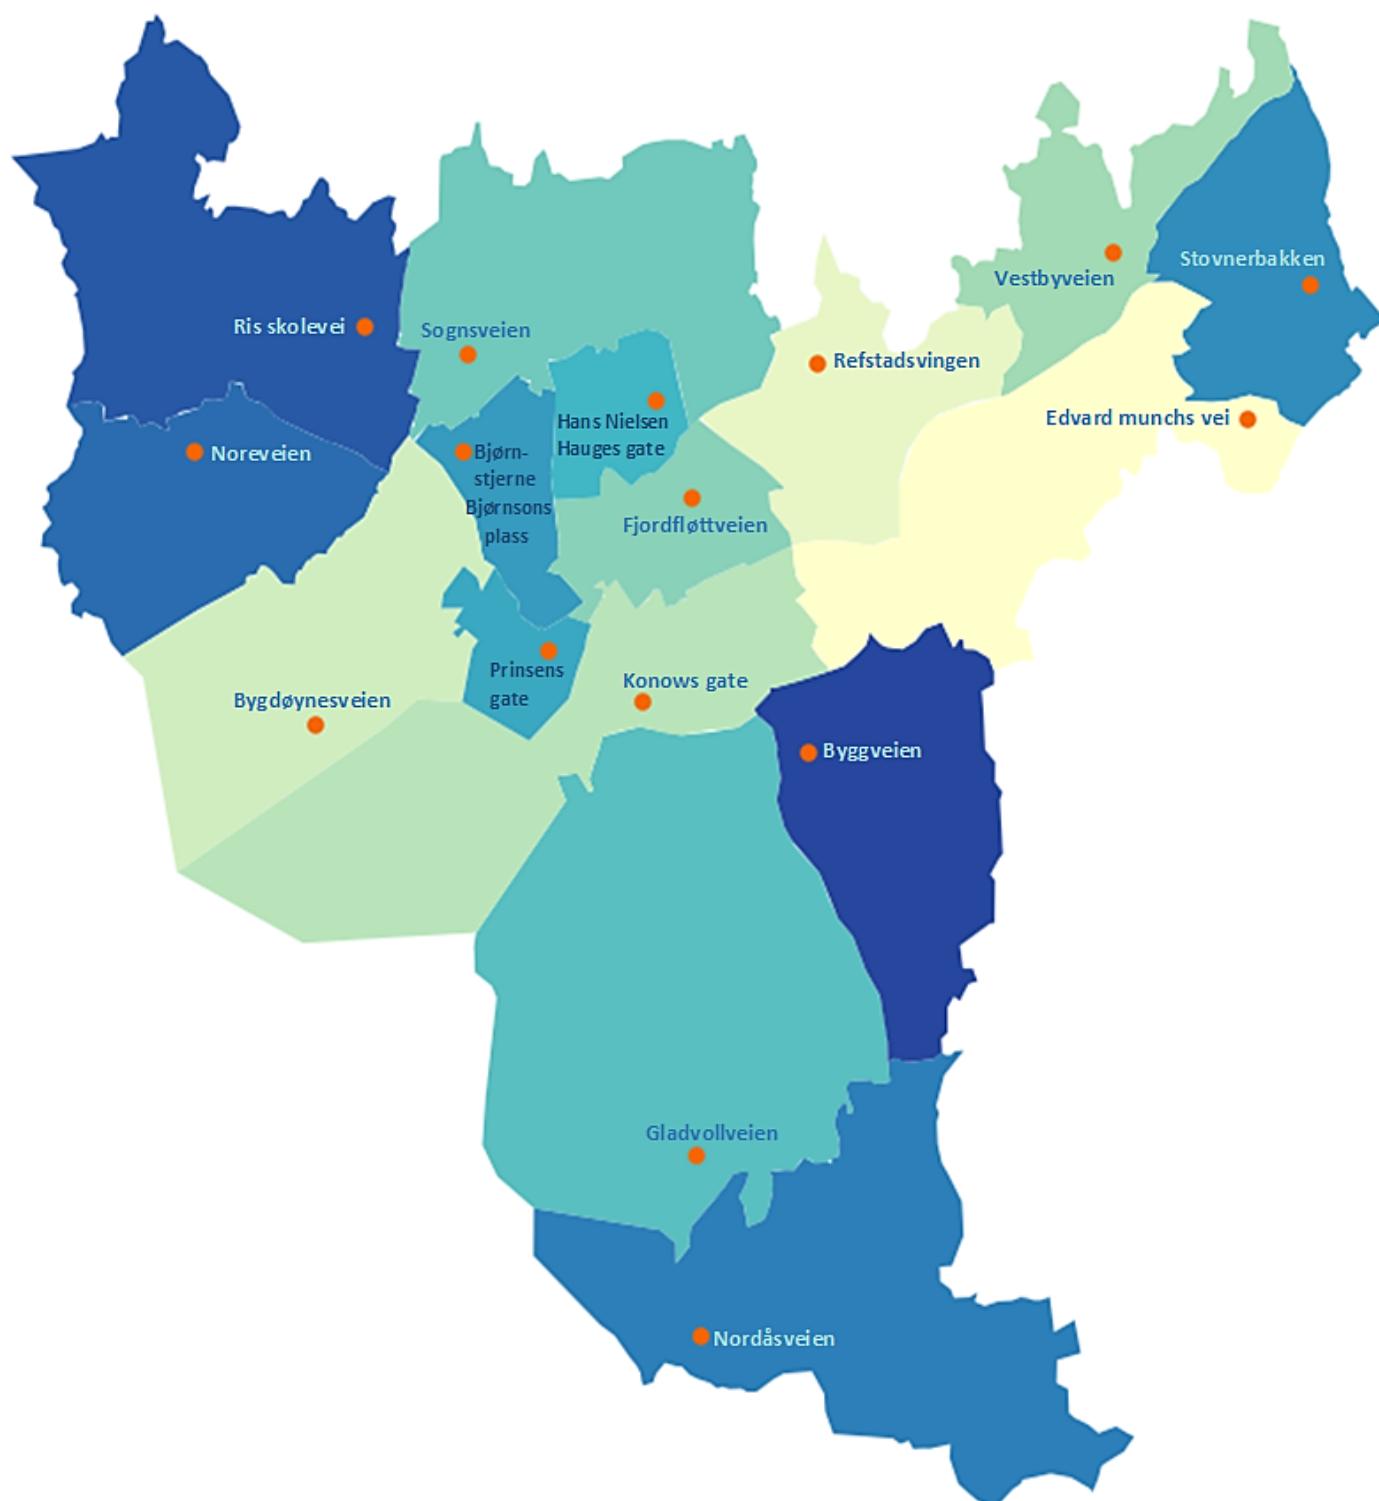 Vestbyveien
Stovnerbakken
Ris skolevei
Sognsveien
Refstadsvingen
Hans Nielsen
Hauges gate
Edvard munchs vei
Noreveien
Bjørn-
stjerne
Bjørnsons
plass
Fjordfløttveien
Prinsens
gate
Konows gate
Bygdøynesveien
Byggveien
Gladvollveien
Nordåsveien